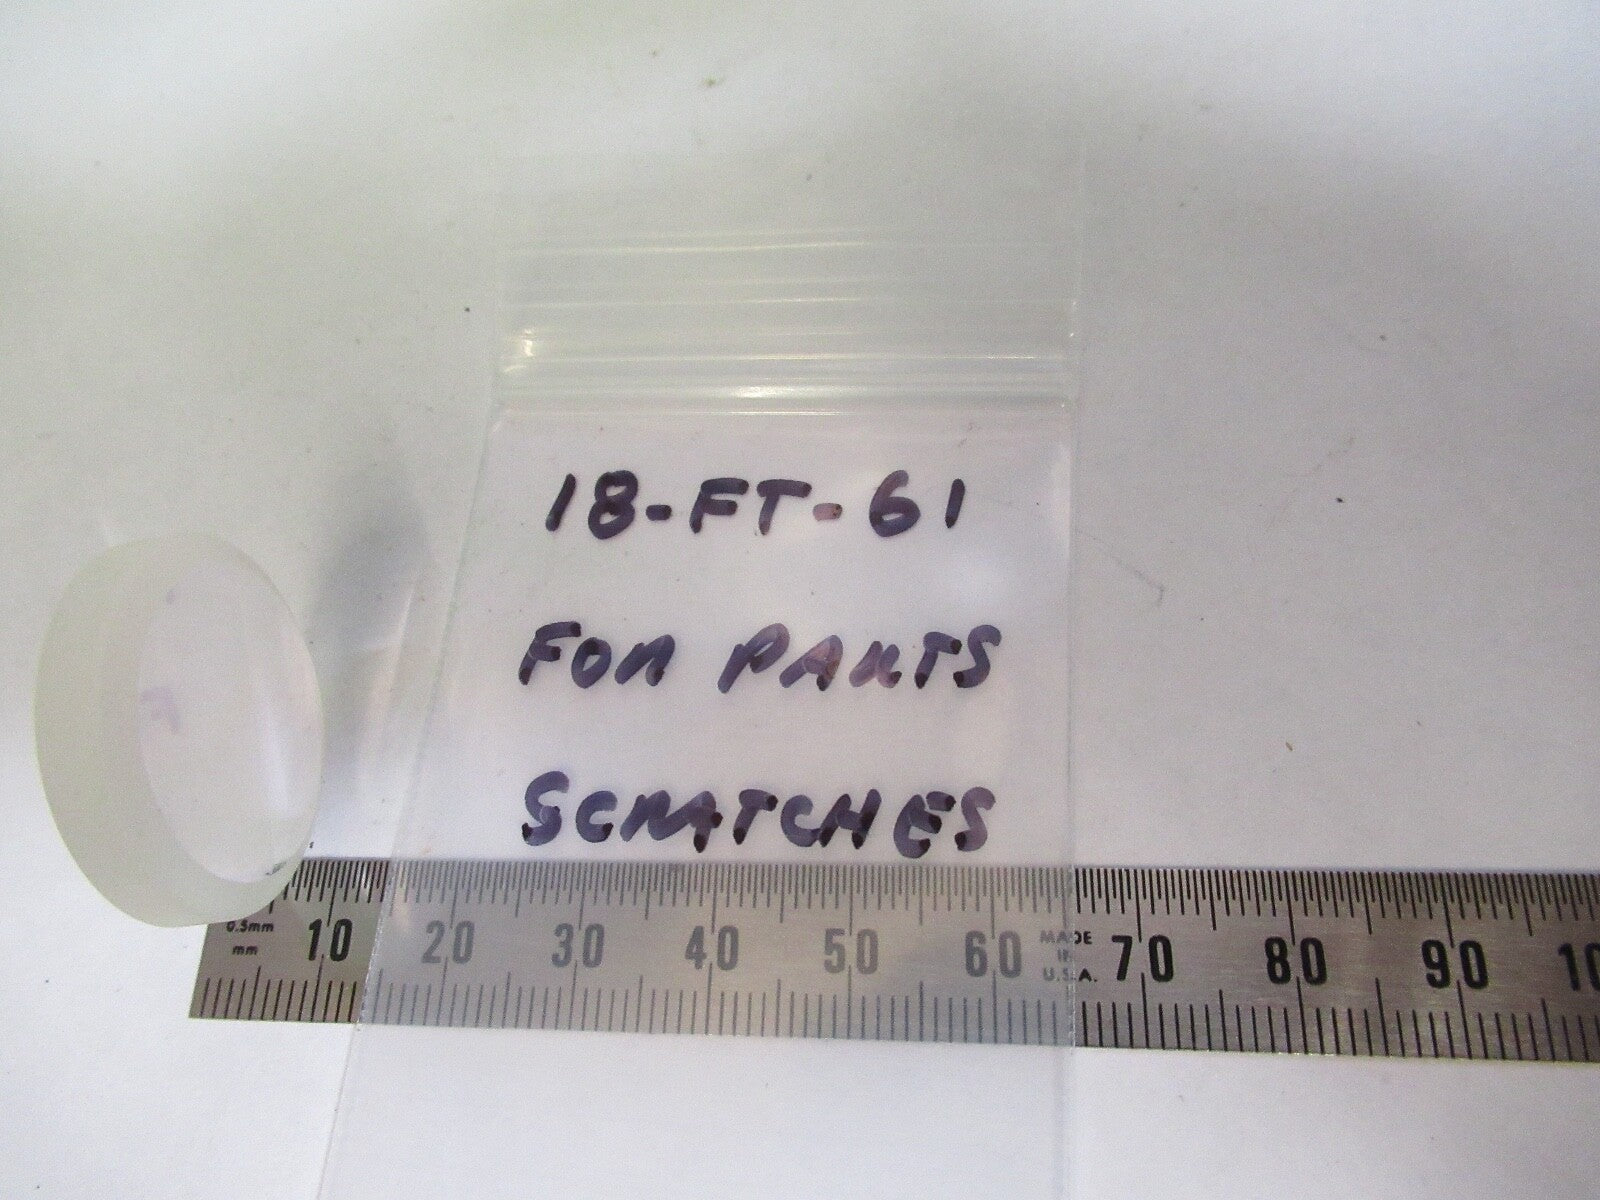 18-FT-61
FOR PARTS
SCRATCHES
0.5mm
mm
10 20 30 40 50 60 70 80 90 10
MADE
IN
U.S.A.